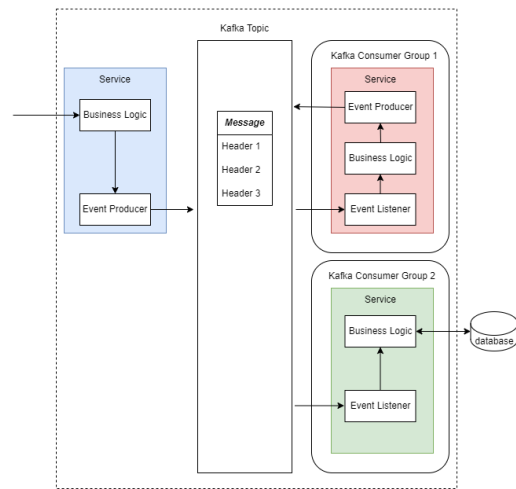 Kafka Topic
Service
Business Logic
Event Producer
Message
Header 1
Header 2
Header 3
Kafka Consumer Group 1
Service
Event Producer
Business Logic
Event Listener
Kafka Consumer Group 2
Service
Business Logic
Event Listener
database